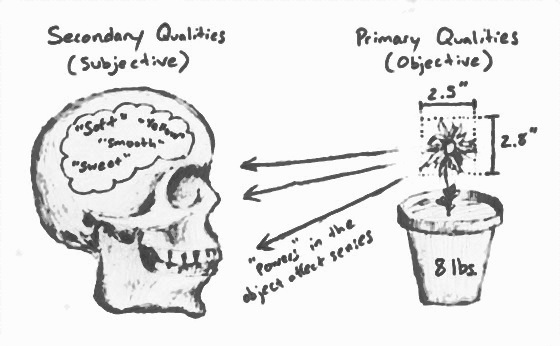 Secondary Qualities
(Subjective)
Primary Qualities
(Objective)
2.5"
2.8"
"Soft" "Yellow"
"Smooth"
"Sweet"
"Powers" in the
object affect senses
8 lbs.